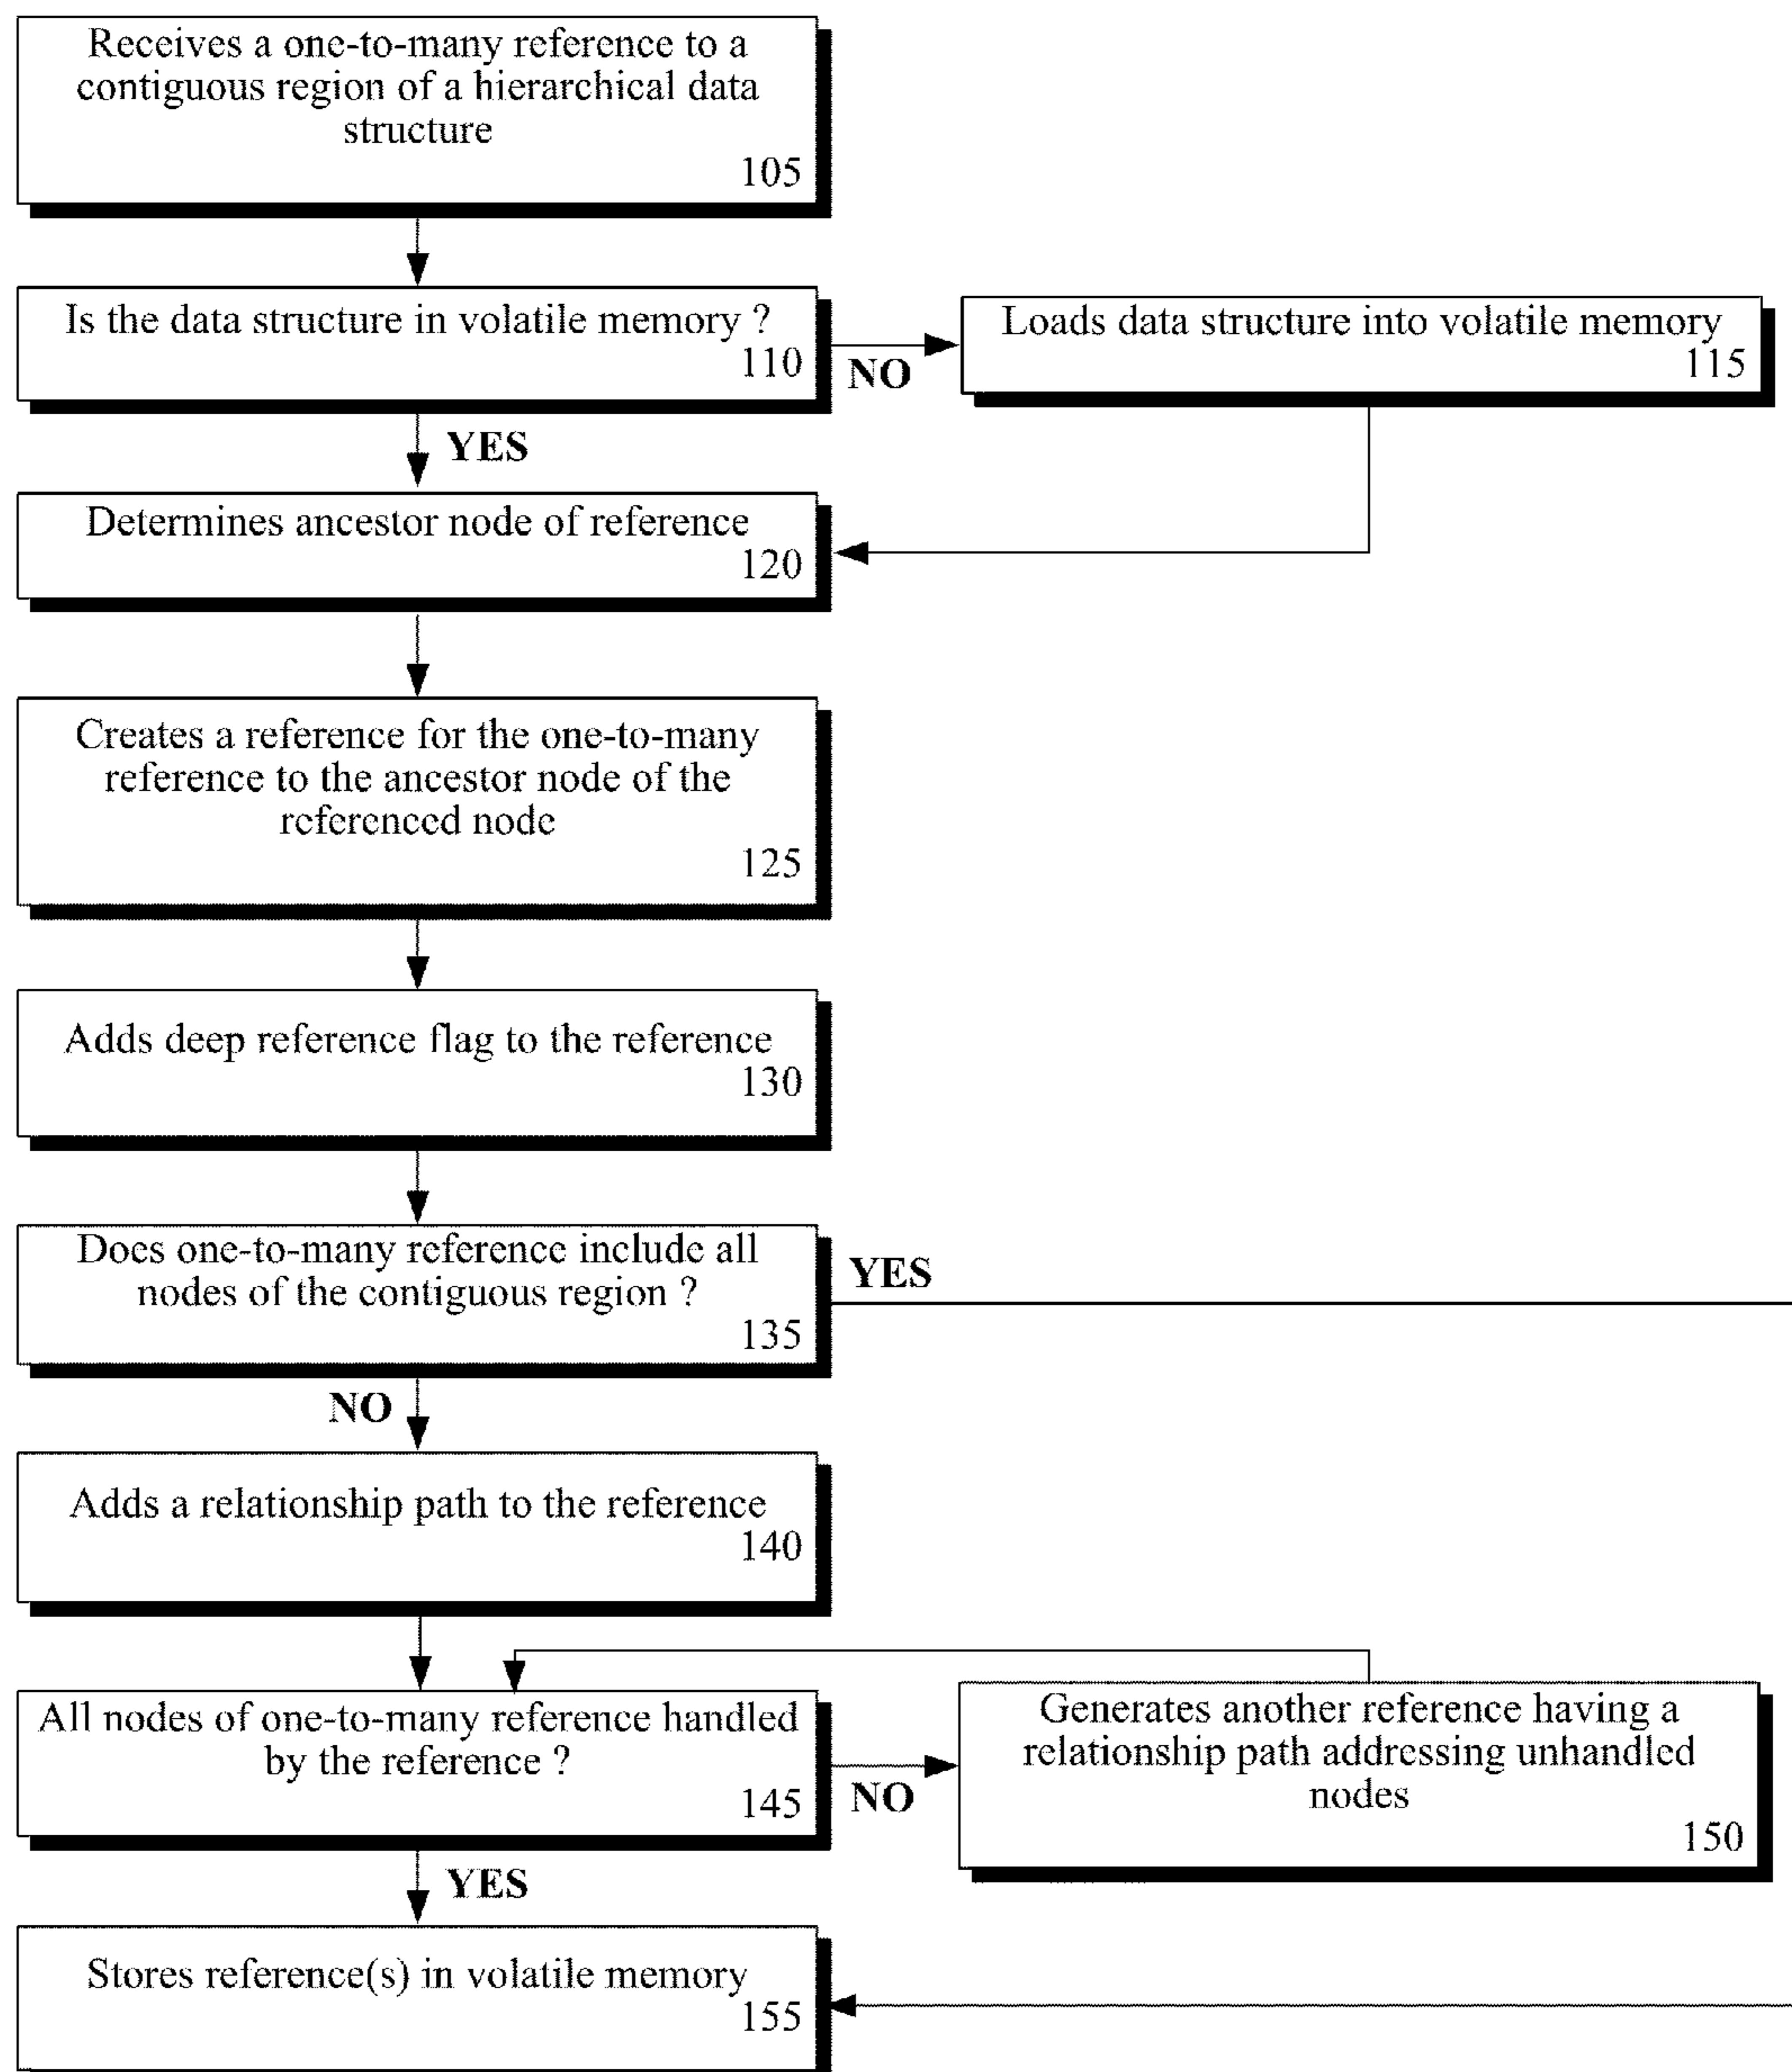 Receives a one-to-many reference to a
contiguous region of a hierarchical data
structure
105
Is the data structure in volatile memory ?
110
NO
Loads data structure into volatile memory
115
YES
Determines ancestor node of reference
120
Creates a reference for the one-to-many
reference to the ancestor node of the
referenced node
125
Adds deep reference flag to the reference
130
Does one-to-many reference include all
nodes of the contiguous region ?
135
YES
NO
Adds a relationship path to the reference
140
All nodes of one-to-many reference handled
by the reference ?
145
NO
Generates another reference having a
relationship path addressing unhandled
nodes
150
YES
Stores reference(s) in volatile memory
155